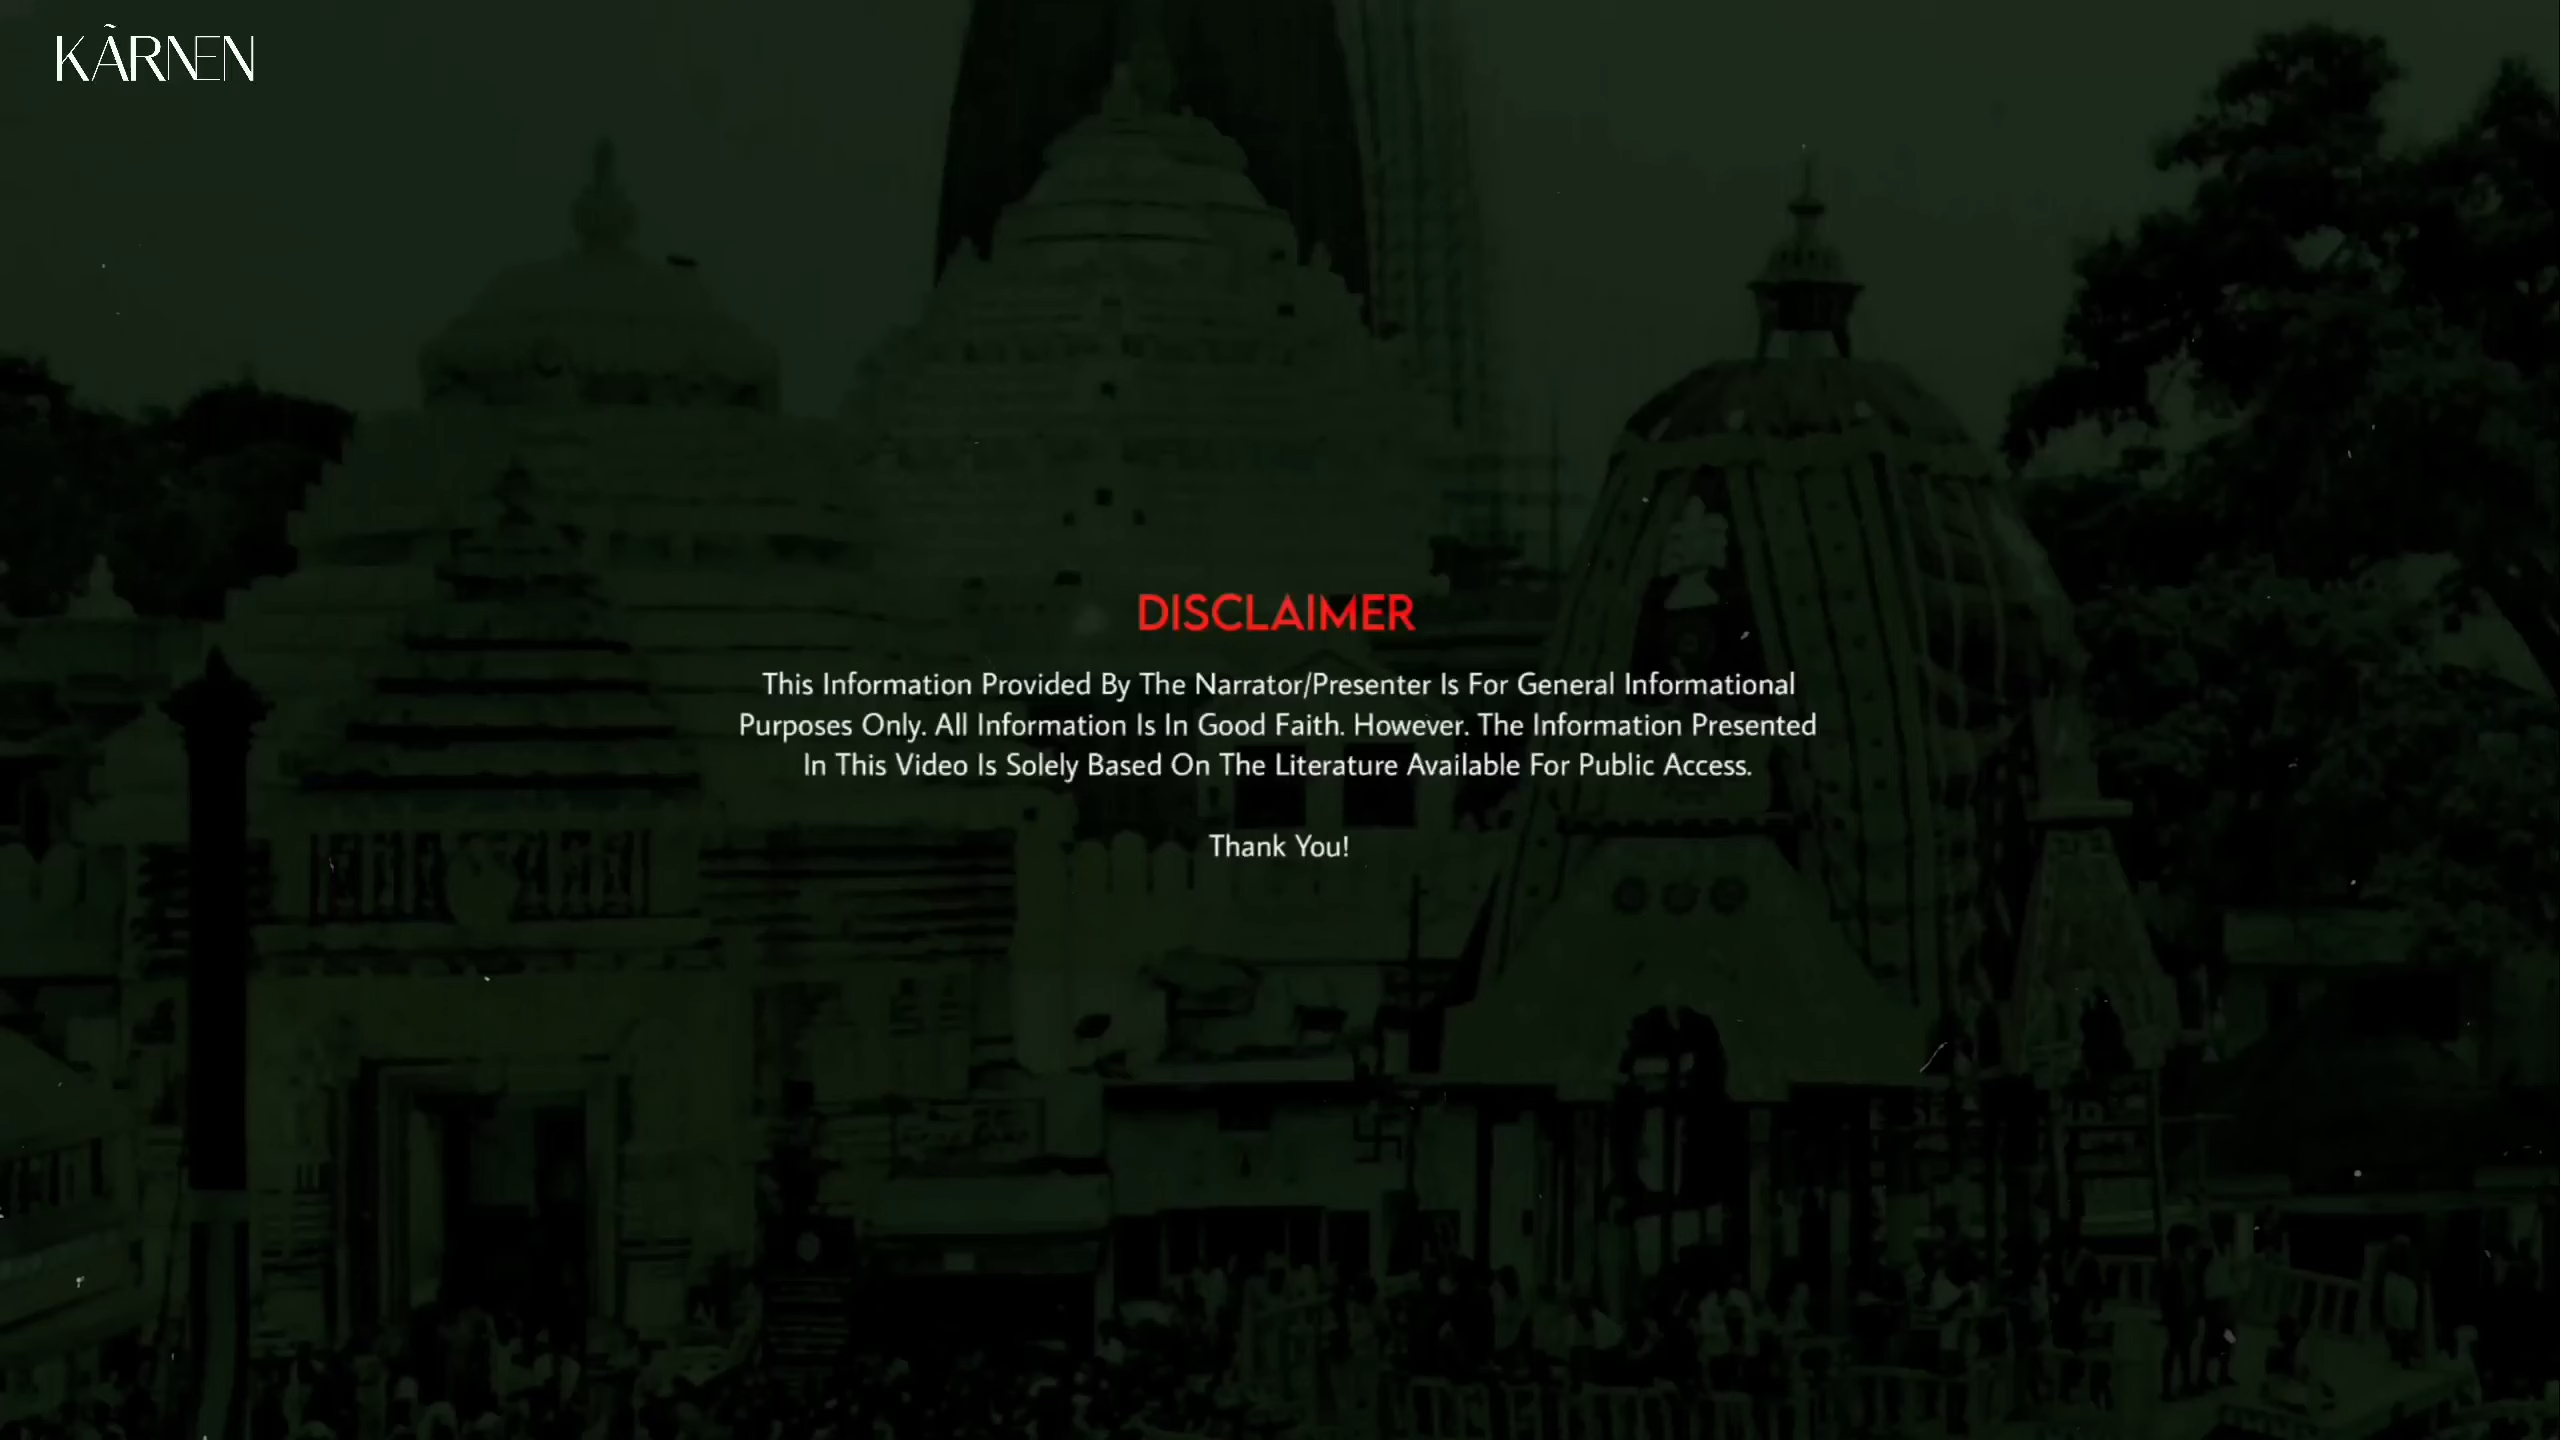 KÃRNEN
DISCLAIMER
This Information Provided By The Narrator/Presenter Is For General Informational
Purposes Only. All Information Is In Good Faith. However. The Information Presented
In This Video Is Solely Based On The Literature Available For Public Access.
Thank You!